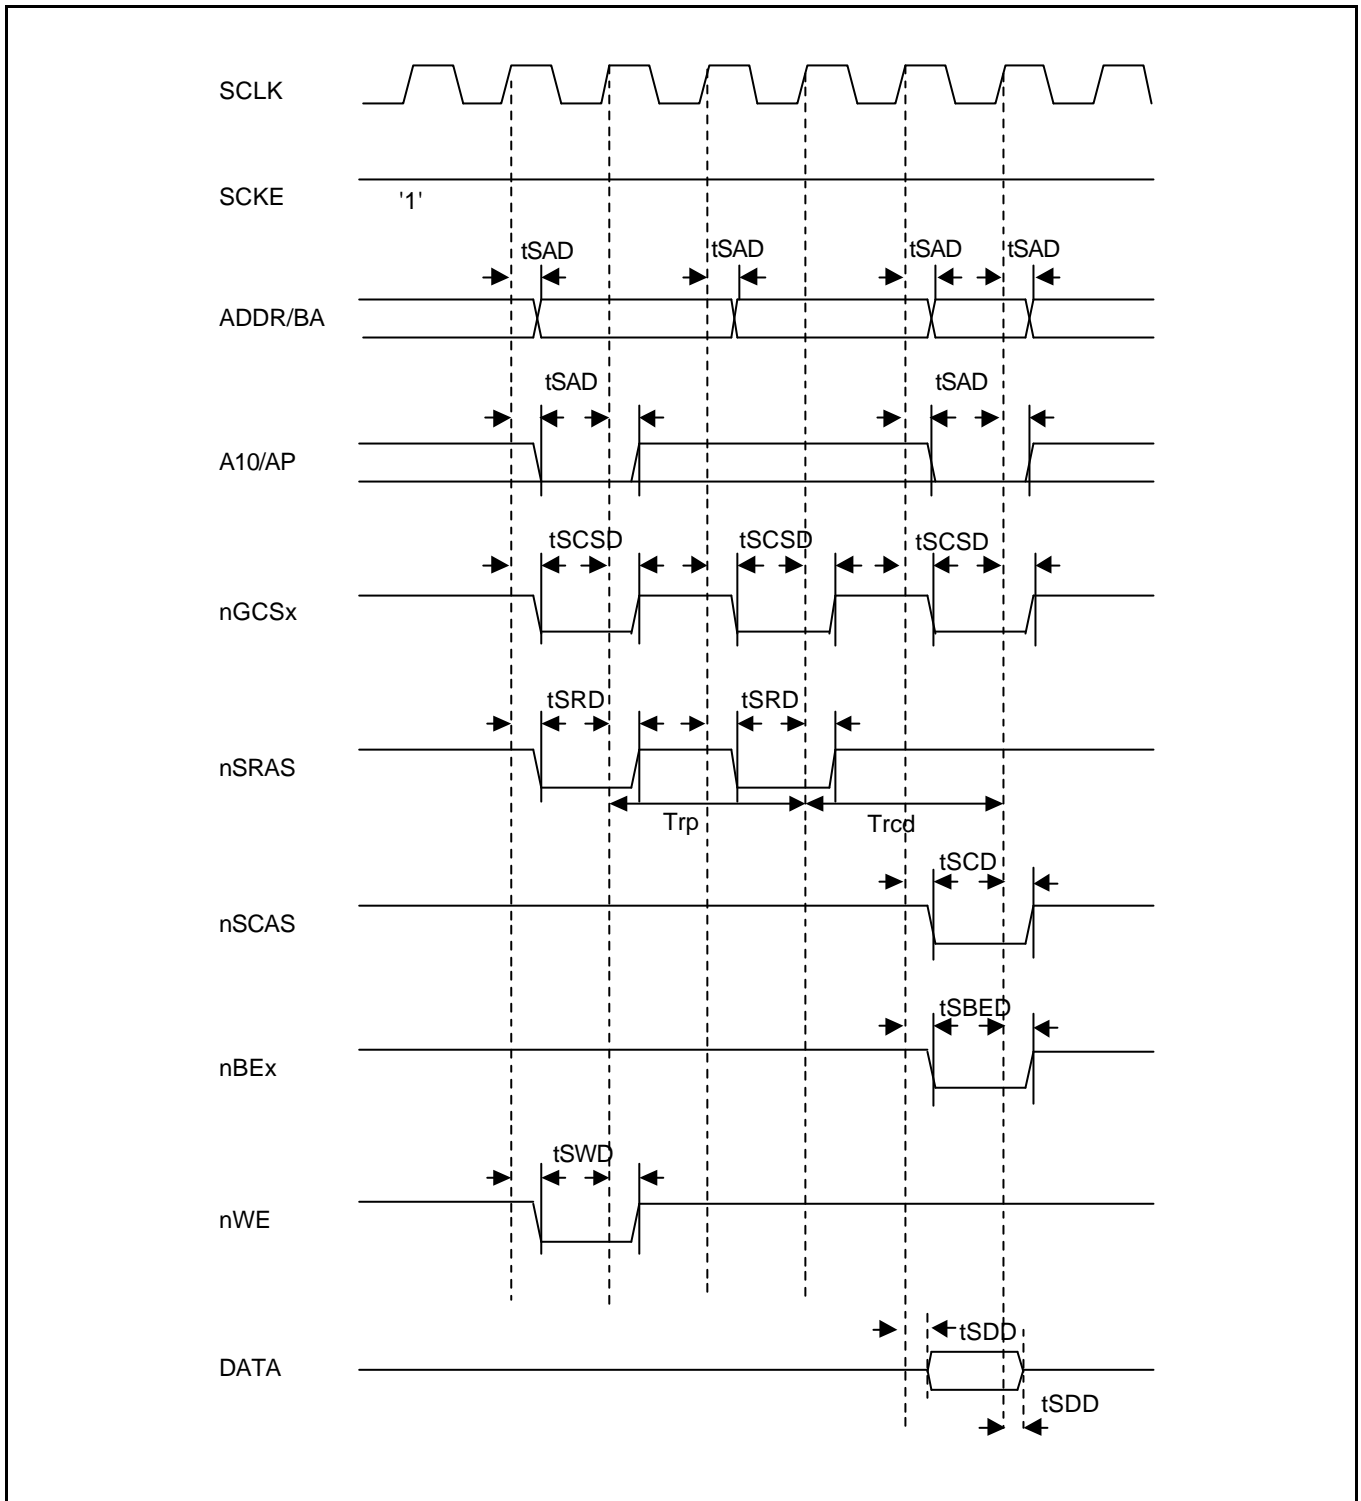 SCLK
SCKE
'1'
tSAD tSAD tSAD tSAD
ADDR/BA
tSAD tSAD
A10/AP
tSCSD tSCSD tSCSD
nGCSx
tSRD tSRD
nSRAS
Trp Trcd
tSCD
nSCAS
tSBED
nBEx
tSWD
nWE
tSDD
DATA
tSDD